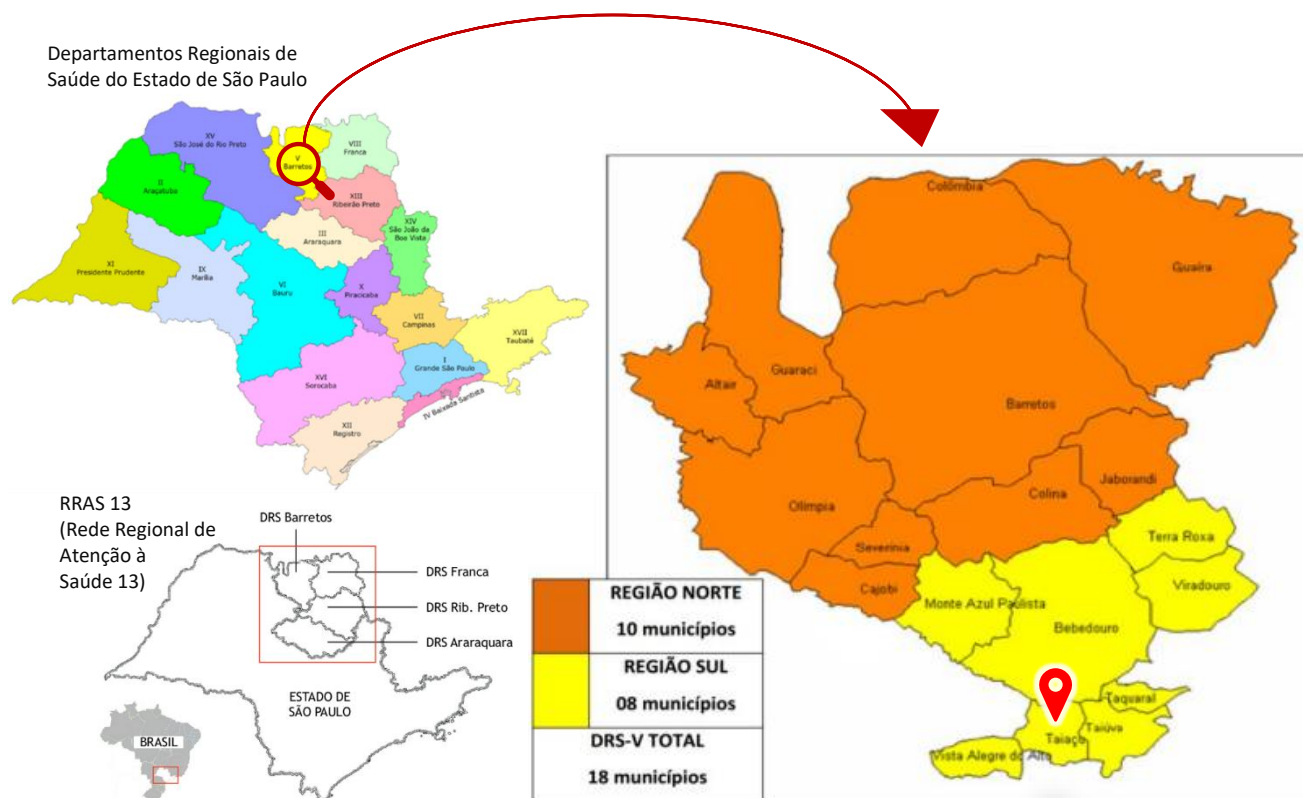 Departamentos Regionais de
Saúde do Estado de São Paulo
XV
São José do Rio Preto
V
Barretos
VIII
Franca
II
Araçatuba
XIII
Ribeirão Preto
XIV
São João da
Boa Vista
III
Araraquara
XI
Presidente Prudente
IX
Marília
VI
Bauru
X
Piracicaba
VII
Campinas
XVII
Taubaté
I
Grande São Paulo
XVI
Sorocaba
IV Baixada Santista
XII
Registro
RRAS 13
(Rede Regional de
Atenção à
Saúde 13)
DRS Barretos
DRS Franca
DRS Rib. Preto
DRS Araraquara
ESTADO DE
SÃO PAULO
BRASIL
REGIÃO NORTE
10 municípios
REGIÃO SUL
08 municípios
DRS-V TOTAL
18 municípios
Colômbia
Guaíra
Guaraci
Altair
Barretos
Jaborandi
Colina
Olímpia
Severínia
Cajobi
Terra Roxa
Viradouro
Monte Azul Paulista
Bebedouro
Taquaral
Taiúva
Taiaçu
Vista Alegre do Alto